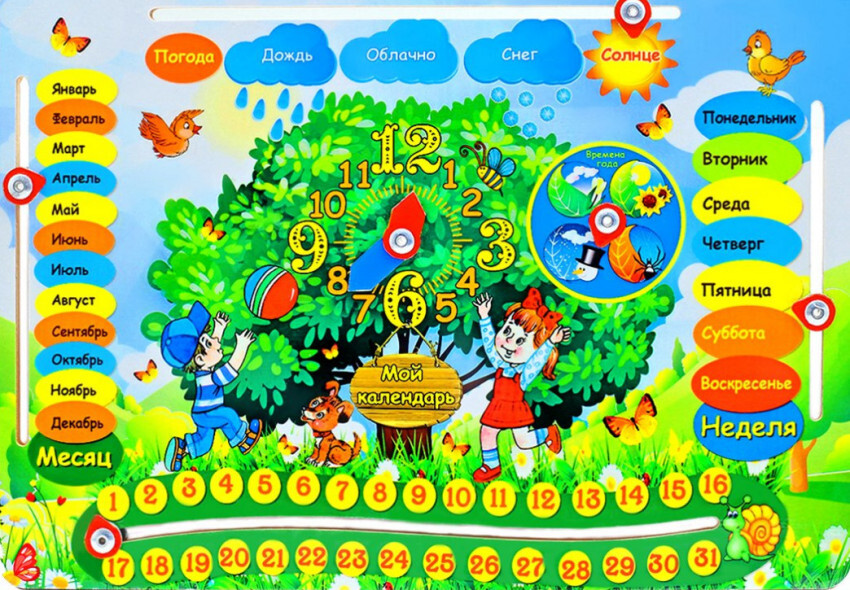 Погода
Дождь
Облачно
Снег
Солнце
Январь
Февраль
Март
Апрель
Май
Июнь
Июль
Август
Сентябрь
Октябрь
Ноябрь
Декабрь
Месяц
12
1
2
3
4
5
6
7
8
9
10
11
Времена
года
Мой
календарь
Понедельник
Вторник
Среда
Четверг
Пятница
Суббота
Воскресенье
Неделя
1 2 3 4 5 6 7 8 9 10 11 12 13 14 15 16
17 18 19 20 21 22 23 24 25 26 27 28 29 30 31